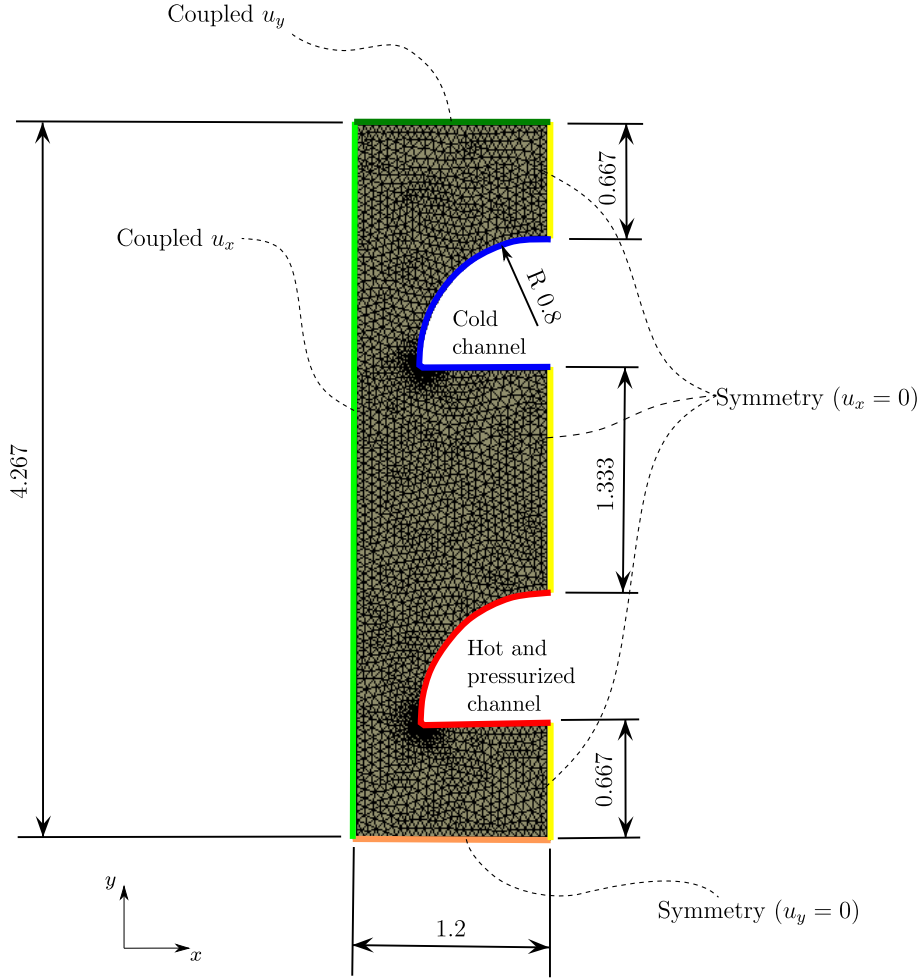 Coupled u_y
0.667
Coupled u_x
R 0.8
Cold
channel
Symmetry (u_x = 0)
4.267
1.333
Hot and
pressurized
channel
0.667
y
Symmetry (u_y = 0)
1.2
x